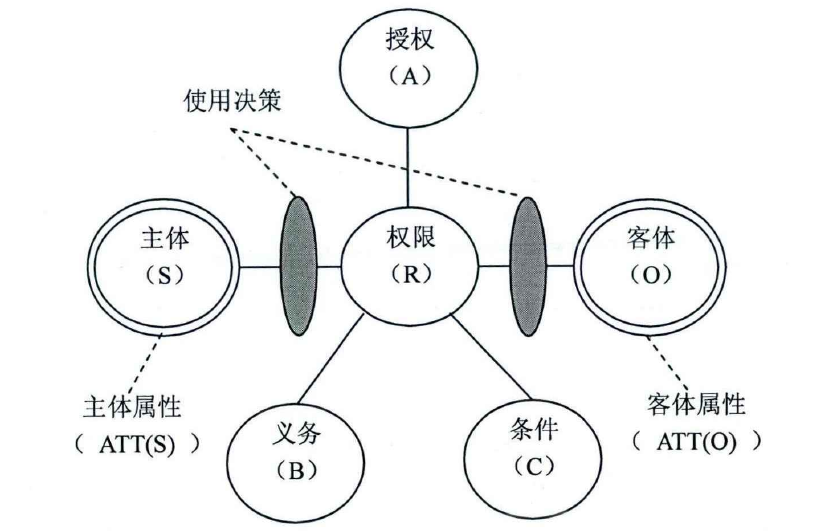 授权
（A）
使用决策
主体
（S）
权限
（R）
客体
（O）
主体属性
（ ATT(S) ）
义务
（B）
条件
（C）
客体属性
（ ATT(O) ）